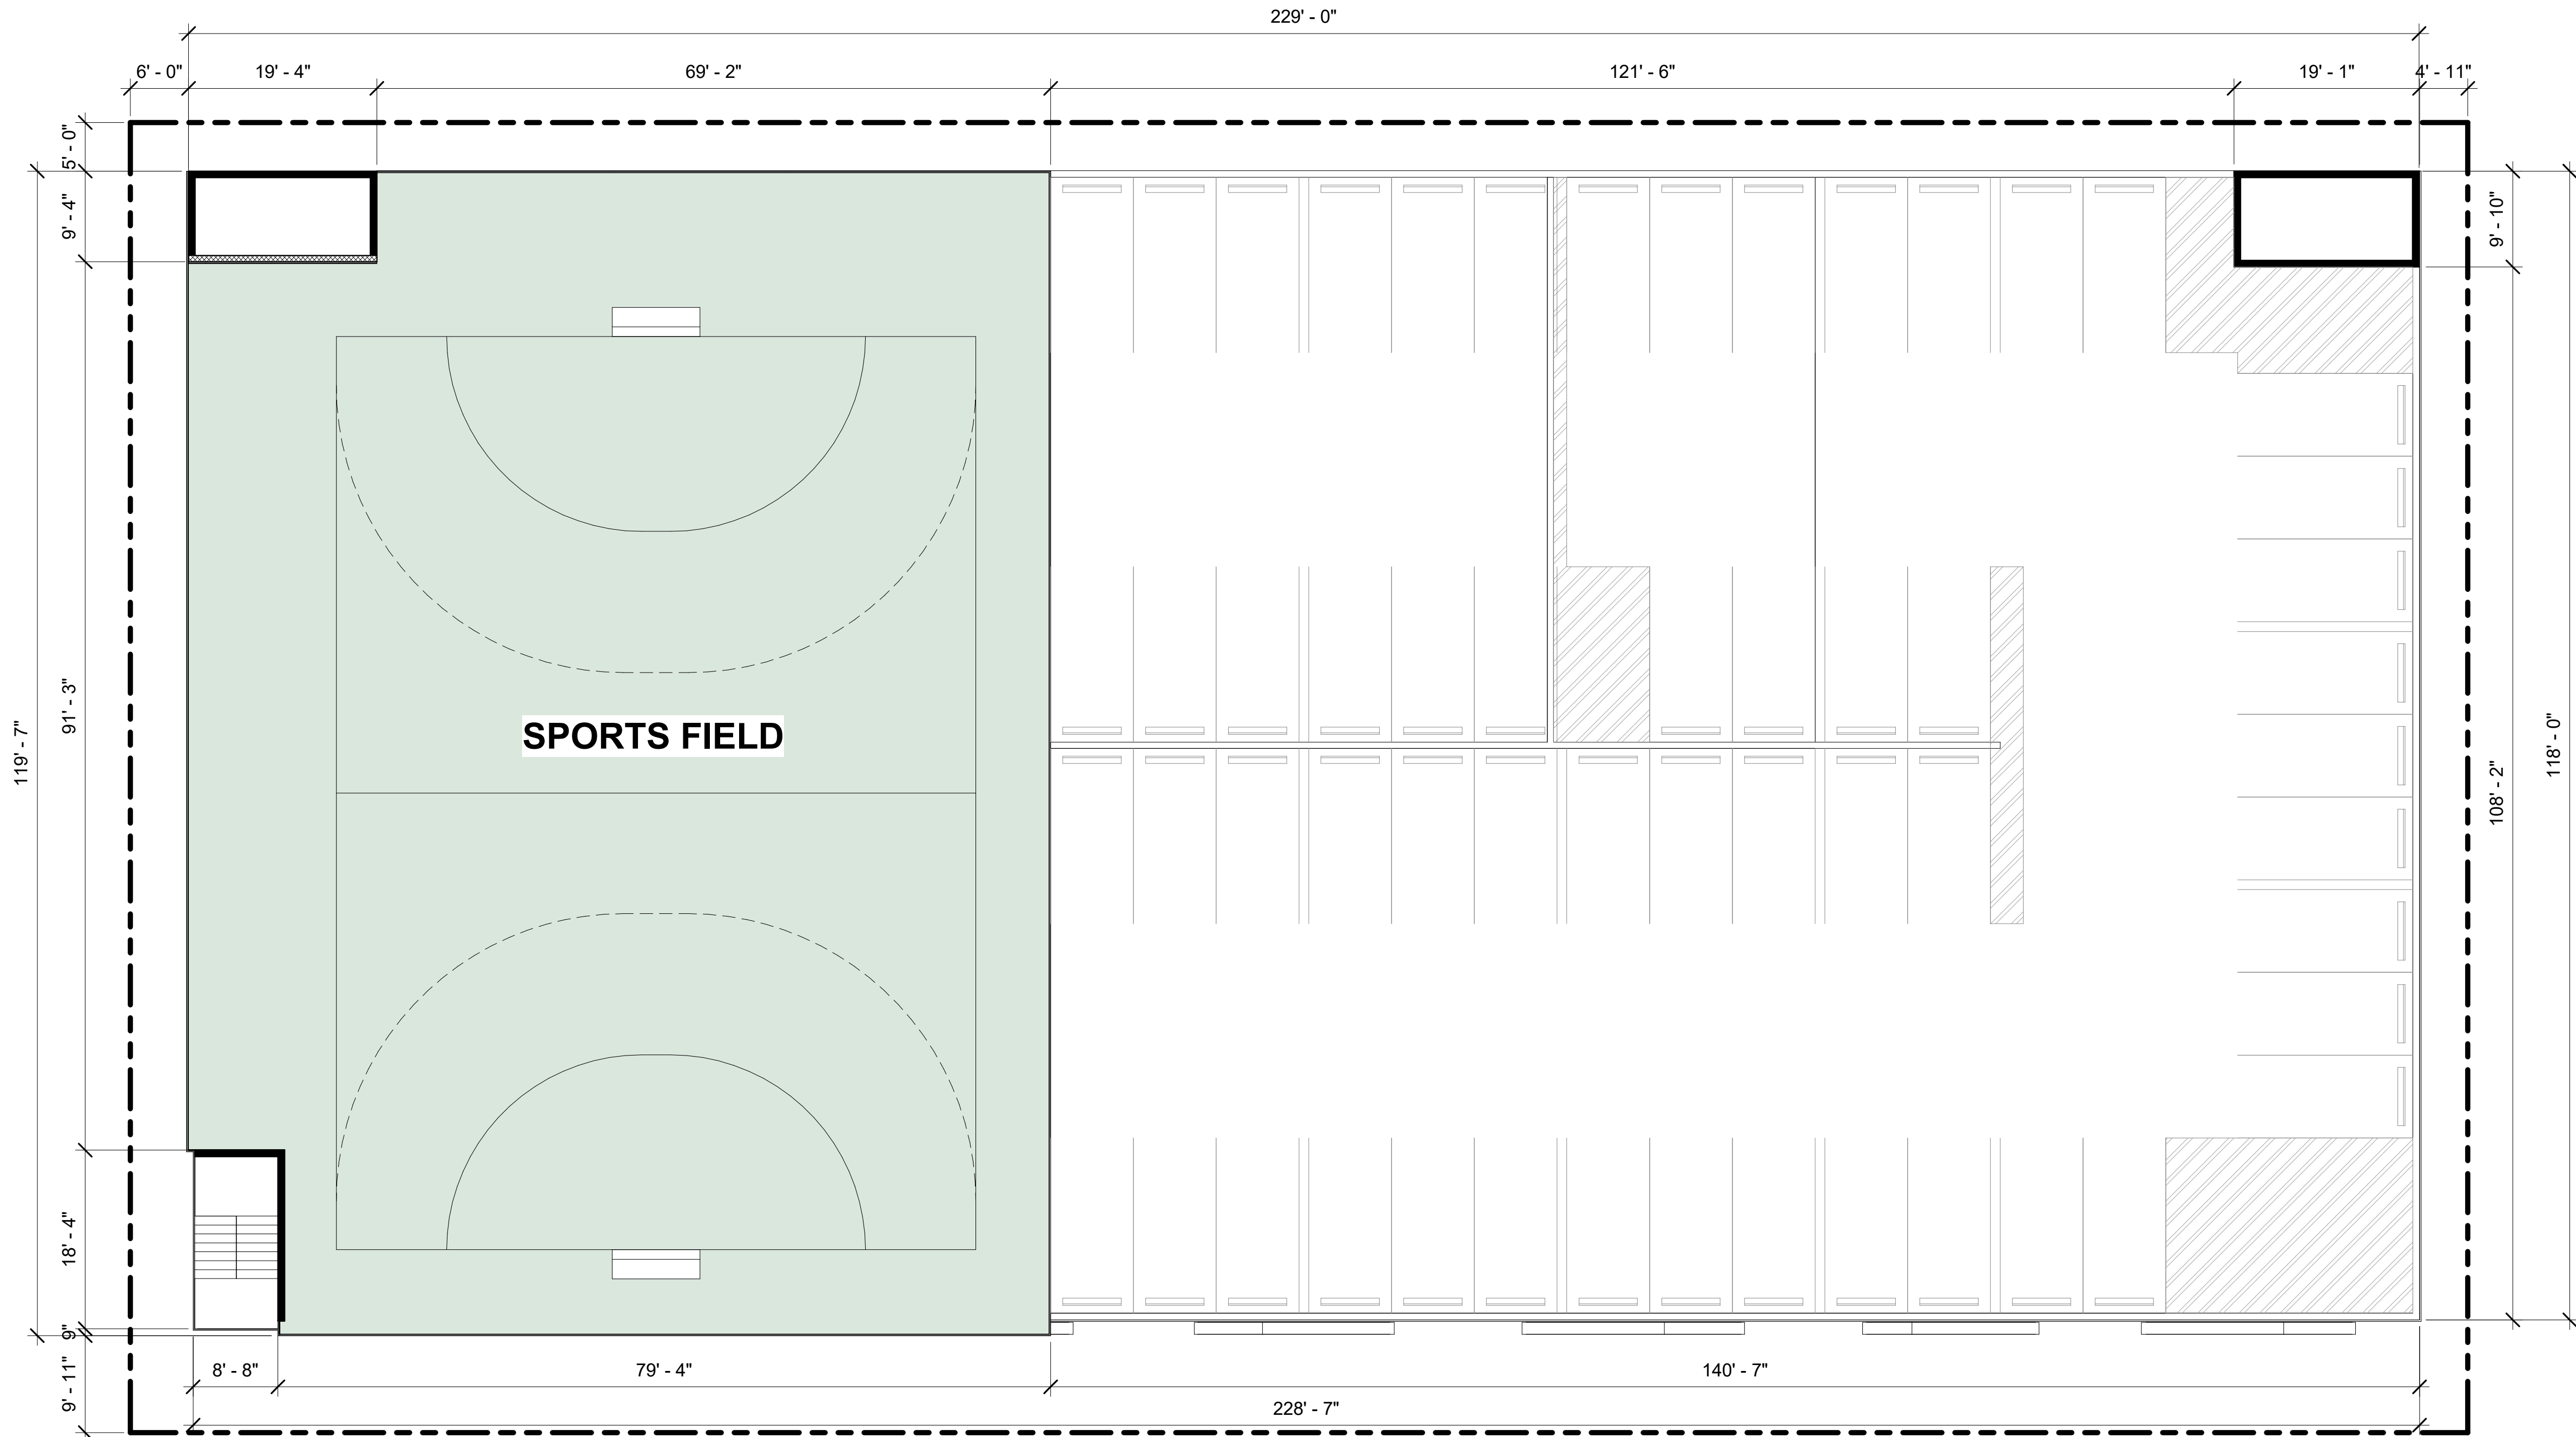 229' - 0"
6' - 0"
19' - 4"
69' - 2"
121' - 6"
19' - 1"
4' - 11"
5' - 0"
9' - 4"
9' - 10"
91' - 3"
119' - 7"
SPORTS FIELD
118' - 0"
108' - 2"
18' - 4"
9"
9' - 11"
8' - 8"
79' - 4"
140' - 7"
228' - 7"